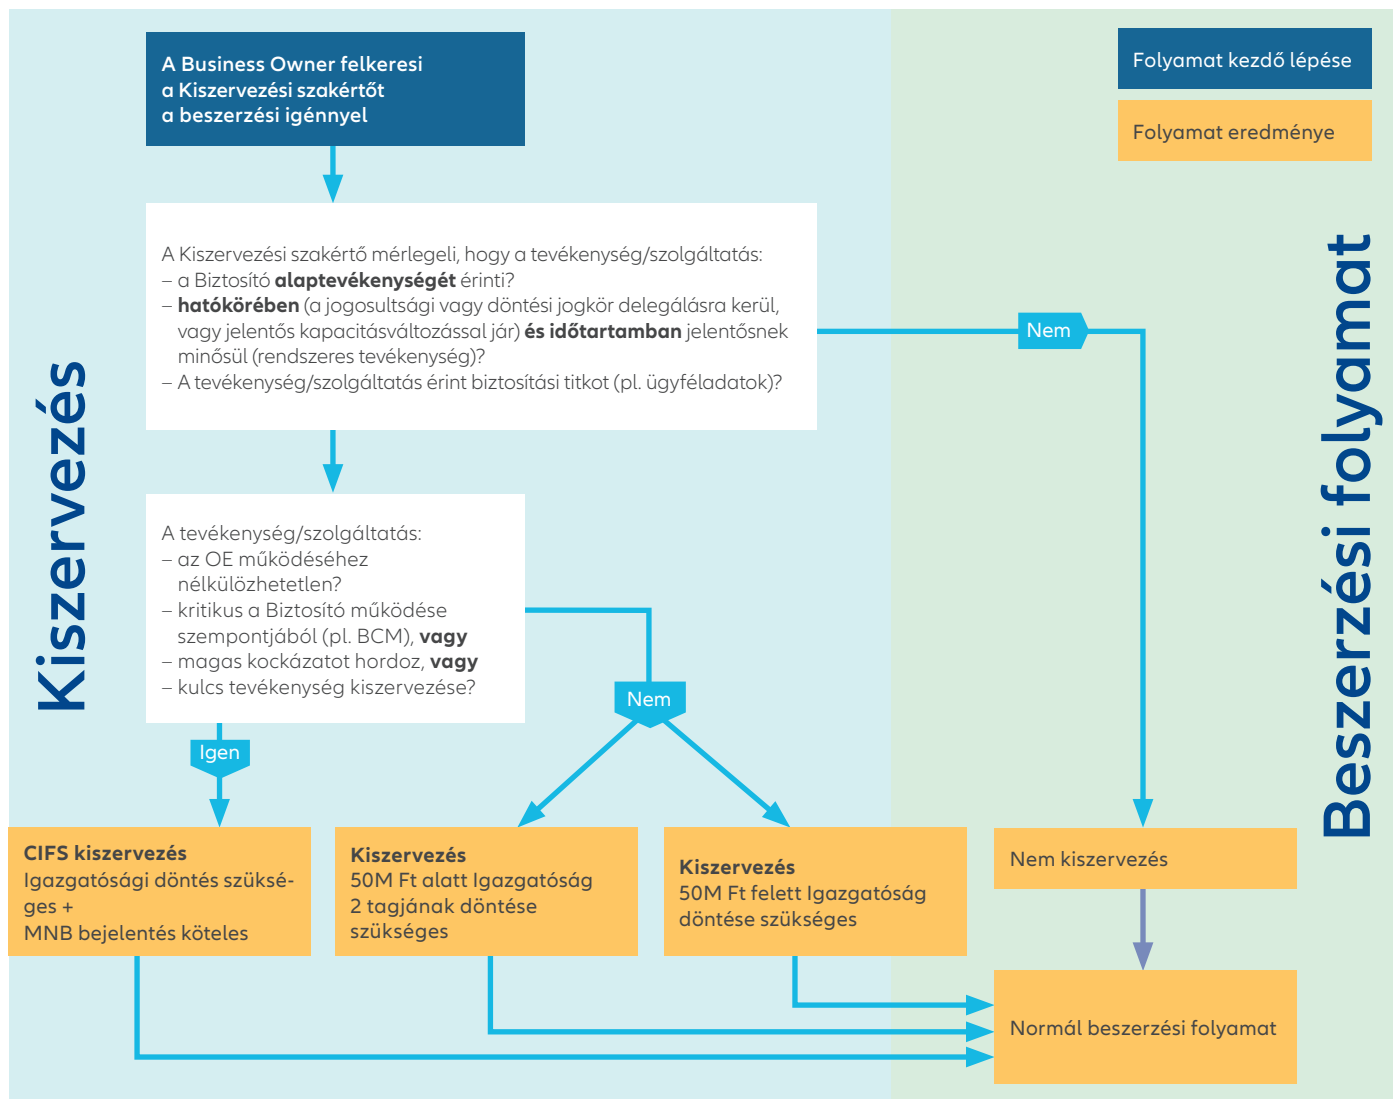 A Business Owner felkeresi
a Kiszervezési szakértőt
a beszerzési igénnyel
Folyamat kezdő lépése
Folyamat eredménye
A Kiszervezési szakértő mérlegeli, hogy a tevékenység/szolgáltatás:
– a Biztosító alaptevékenységét érinti?
– hatókörében (a jogosultsági vagy döntési jogkör delegálásra kerül,
vagy jelentős kapacitásváltozással jár) és időtartamban jelentősnek
minősül (rendszeres tevékenység)?
– A tevékenység/szolgáltatás érint biztosítási titkot (pl. ügyféladatok)?
Nem
Kiszervezés
Beszerzési folyamat
A tevékenység/szolgáltatás:
– az OE működéséhez
nélkülözhetetlen?
– kritikus a Biztosító működése
szempontjából (pl. BCM), vagy
– magas kockázatot hordoz, vagy
– kulcs tevékenység kiszervezése?
Nem
Igen
CIFS kiszervezés
Igazgatósági döntés szüksé-
ges +
MNB bejelentés köteles
Kiszervezés
50M Ft alatt Igazgatóság
2 tagjának döntése
szükséges
Kiszervezés
50M Ft felett Igazgatóság
döntése szükséges
Nem kiszervezés
Normál beszerzési folyamat